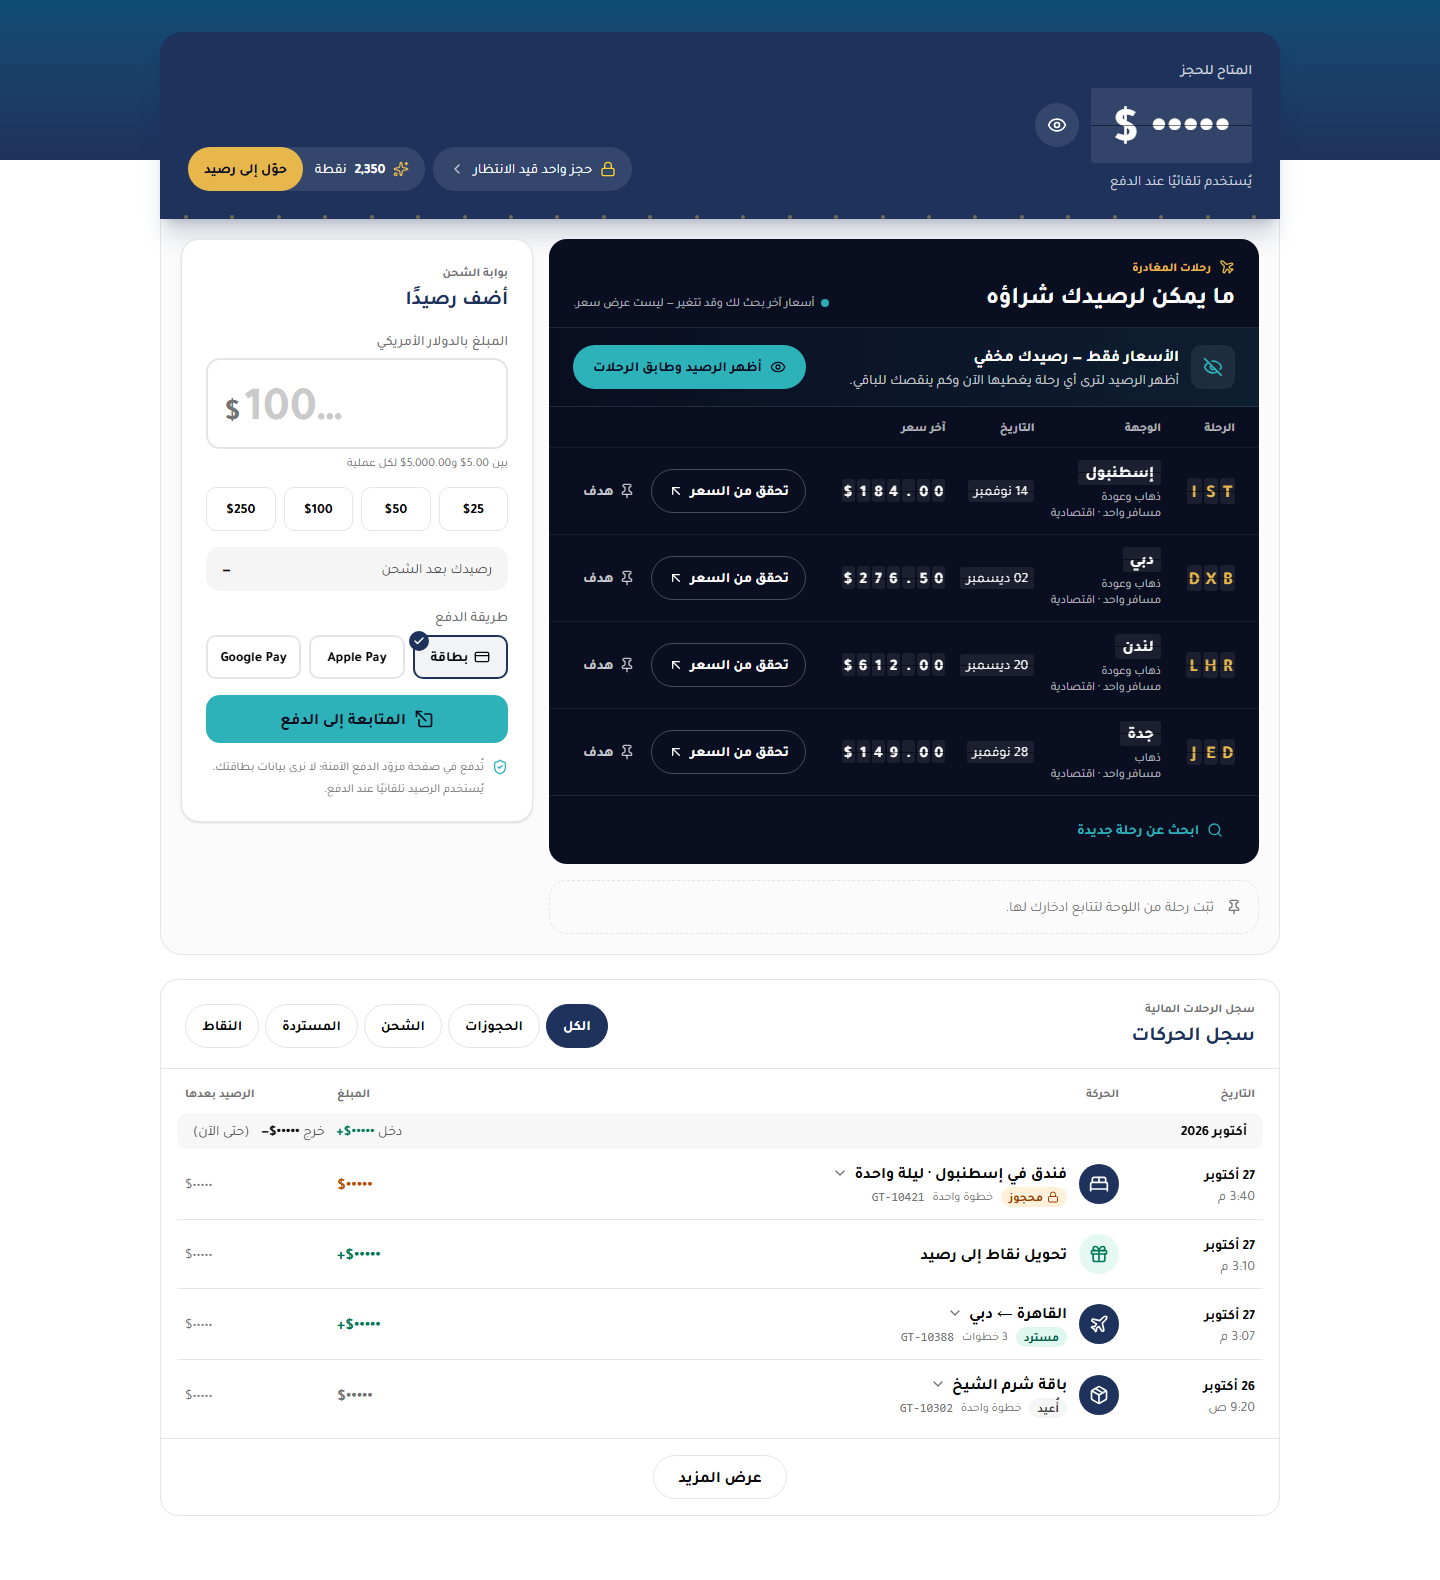 المتاح للحجز
$ •••••
يُستخدم تلقائيًا عند الدفع
حجز واحد قيد الانتظار
2,350 نقطة
حوّل إلى رصيد
رحلات المغادرة
ما يمكن لرصيدك شراؤه
أسعار آخر بحث لك وقد تتغير – ليست عرض سعر.
الأسعار فقط – رصيدك مخفي
أظهر الرصيد لترى أي رحلة يغطيها الآن وكم ينقصك للباقي.
أظهر الرصيد وطابق الرحلات
الرحلة الوجهة التاريخ آخر سعر
IST إسطنبول 14 نوفمبر $184.00 تحقق من السعر هدف
ذهاب وعودة
مسافر واحد · اقتصادية
DXB دبي 02 ديسمبر $276.50 تحقق من السعر هدف
ذهاب وعودة
مسافر واحد · اقتصادية
LHR لندن 20 ديسمبر $612.00 تحقق من السعر هدف
ذهاب وعودة
مسافر واحد · اقتصادية
JED جدة 28 نوفمبر $149.00 تحقق من السعر هدف
ذهاب
مسافر واحد · اقتصادية
ابحث عن رحلة جديدة
ثبّت رحلة من اللوحة لتتابع ادخارك لها.
بوابة الشحن
أضف رصيدًا
المبلغ بالدولار الأمريكي
$ 100...
بين $5.00 و$5,000.00 لكل عملية
$25 $50 $100 $250
رصيدك بعد الشحن –
طريقة الدفع
بطاقة Apple Pay Google Pay
المتابعة إلى الدفع
تُدفع في صفحة مزوّد الدفع الآمنة؛ لا نرى بيانات بطاقتك.
يُستخدم الرصيد تلقائيًا عند الدفع.
سجل الرحلات المالية
سجل الحركات
الكل الحجوزات الشحن المستردة النقاط
التاريخ الحركة المبلغ الرصيد بعدها
أكتوبر 2026 دخل +$••••• خرج –$••••• (حتى الآن)
27 أكتوبر فندق في إسطنبول · ليلة واحدة $••••• $•••••
3:40 م محجوز خطوة واحدة GT-10421
27 أكتوبر تحويل نقاط إلى رصيد +$••••• $•••••
3:10 م
27 أكتوبر القاهرة ← دبي +$••••• $•••••
3:07 م مسترد 3 خطوات GT-10388
26 أكتوبر باقة شرم الشيخ $••••• $•••••
9:20 ص أُعيد خطوة واحدة GT-10302
عرض المزيد